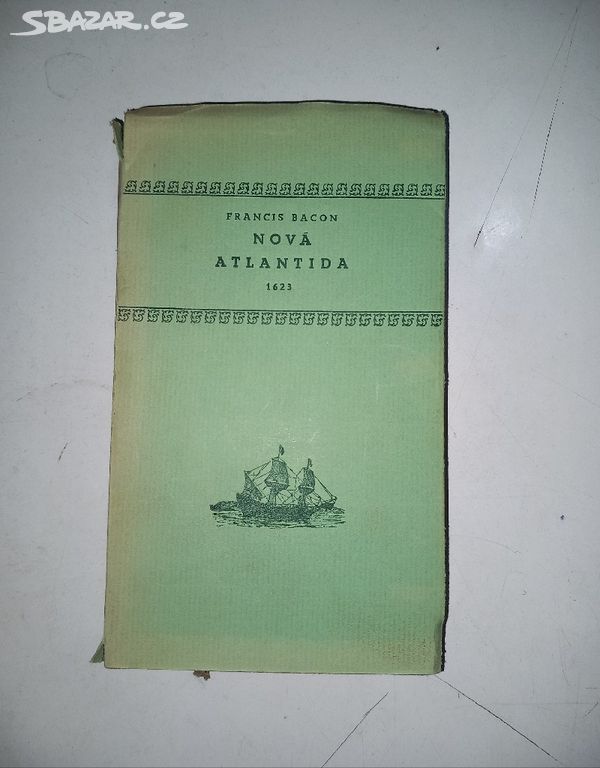 SBAZAR.CZ
FRANCIS BACON
NOVÁ
ATLANTIDA
1623